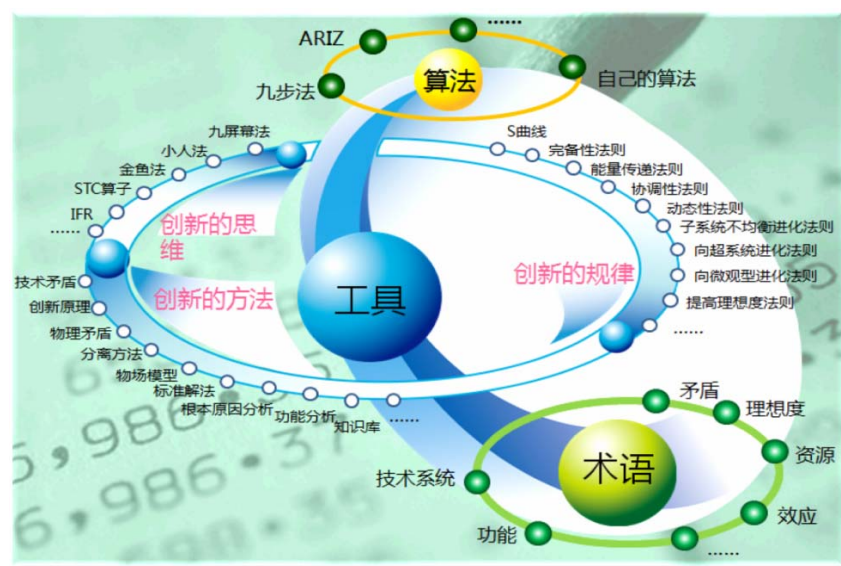 ......
ARIZ
算法
自己的算法
九步法
九屏幕法
小人法
金鱼法
STC算子
IFR
......
S曲线
完备性法则
能量传递法则
协调性法则
动态性法则
子系统不均衡进化法则
向超系统进化法则
向微观型进化法则
提高理想度法则
......
创新的思
维
创新的方法
工具
创新的规律
技术矛盾
创新原理
物理矛盾
分离方法
物场模型
标准解法
根本原因分析
功能分析
知识库
......
矛盾
理想度
资源
技术系统
术语
效应
功能
......
5,986.35
6,986.37